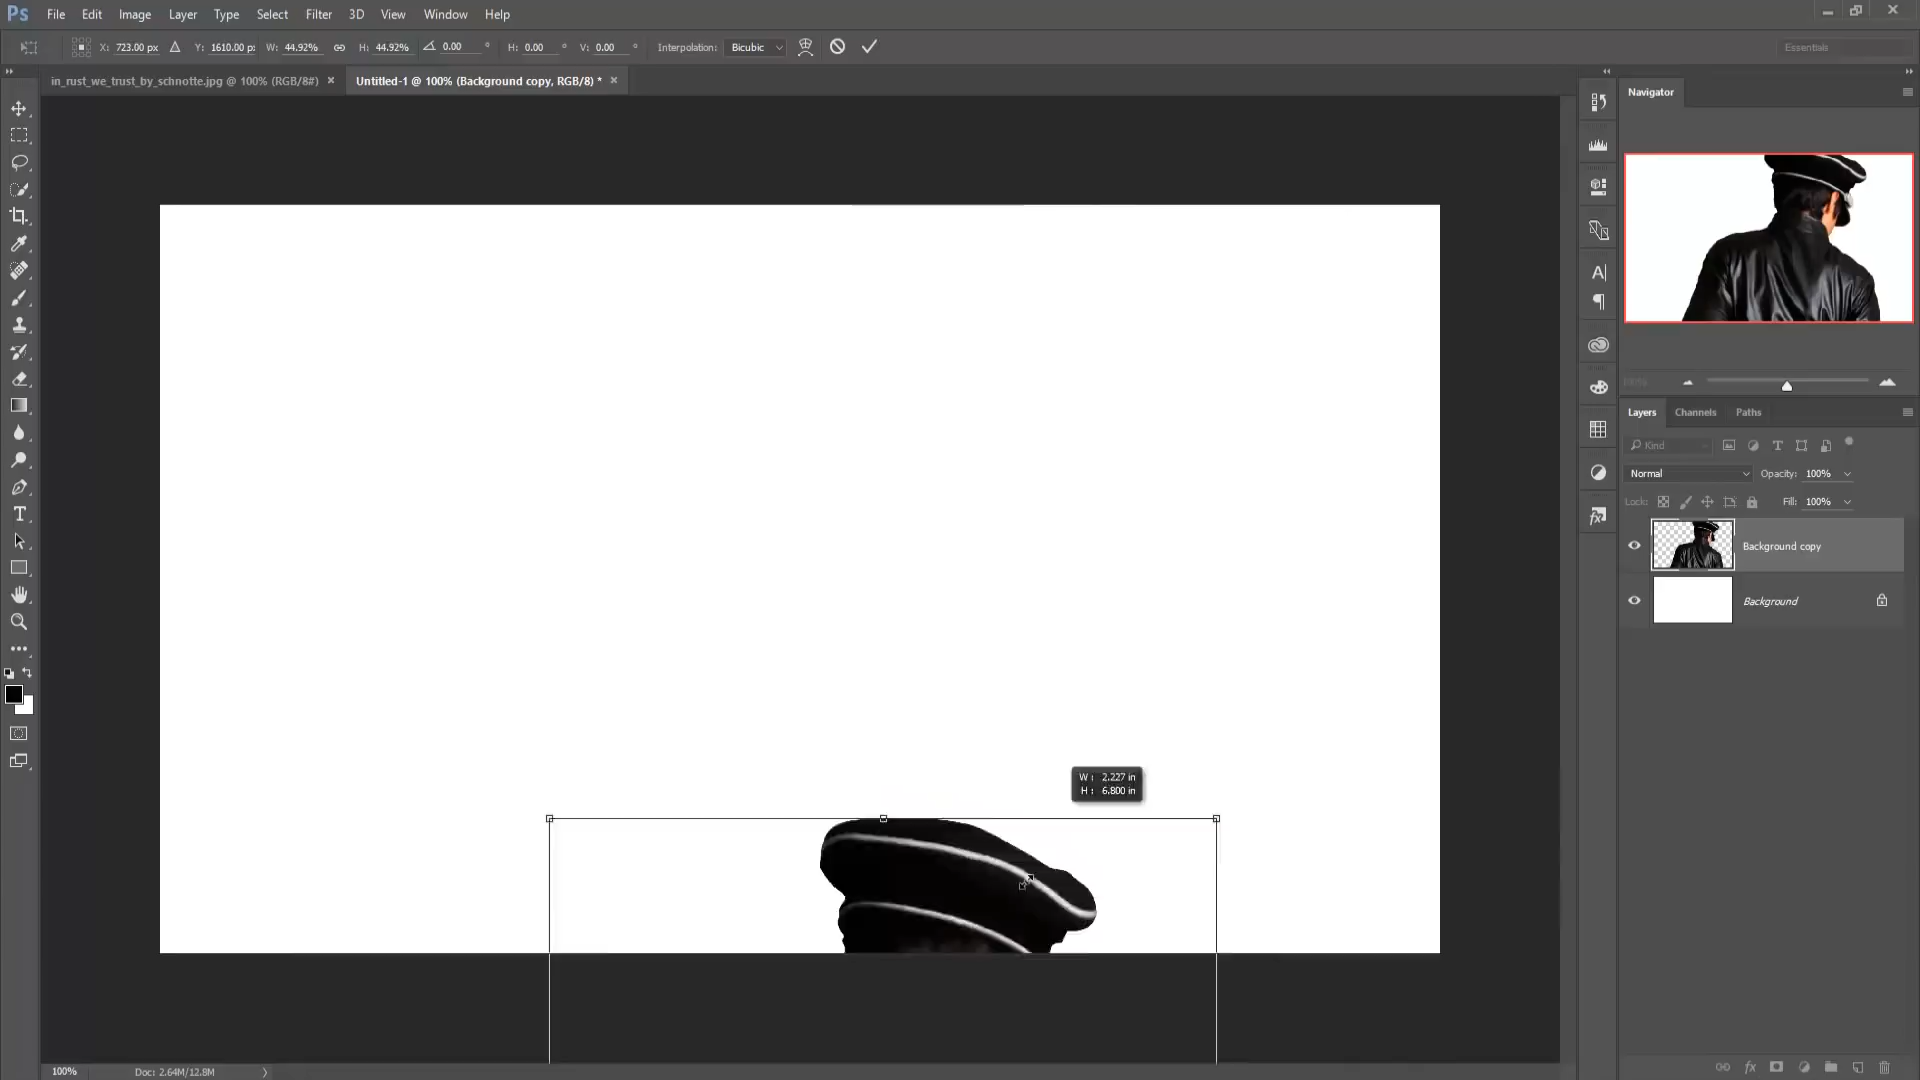 Ps File Edit Image Layer Type Select Filter 3D View Window Help
X: 723.00 px Y: 1610.00 p: W: 44.92% H: 44.92% 0.00 ° H: 0.00 ° V: 0.00 ° Interpolation: Bicubic Essentials
in_rust_we_trust_by_schnotte.jpg @ 100% (RGB/8#) × Untitled-1 @ 100% (Background copy, RGB/8) * ×
Navigator
Layers Channels Paths
Kind
Normal Opacity: 100%
Lock: Fill: 100%
Background copy
Background
W : 2.227 in
H : 6.800 in
100% Doc: 2.64M/12.8M